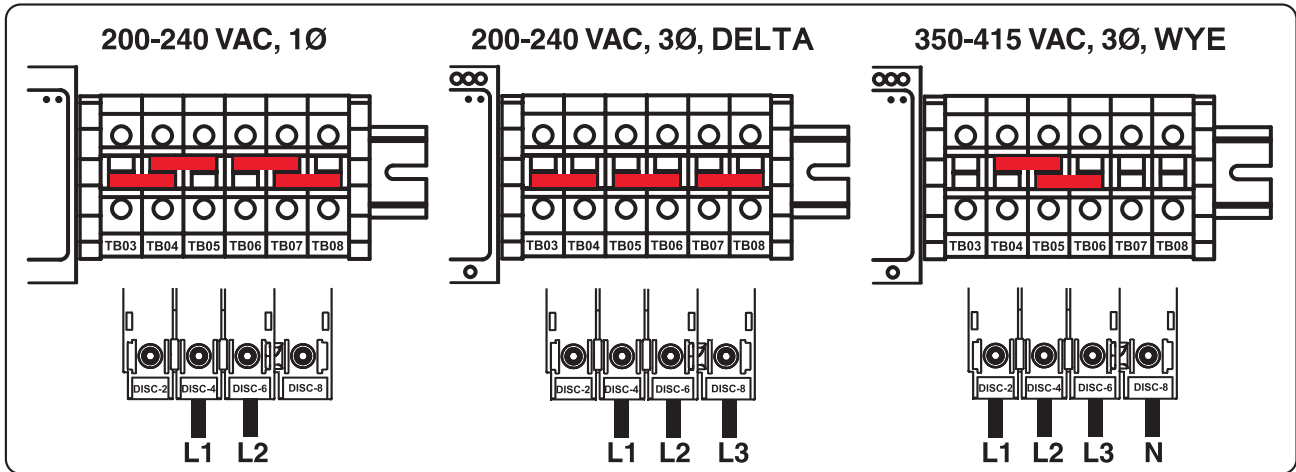 200-240 VAC, 1Ø
200-240 VAC, 3Ø, DELTA
350-415 VAC, 3Ø, WYE
TB03 TB04 TB05 TB06 TB07 TB08
TB03 TB04 TB05 TB06 TB07 TB08
TB03 TB04 TB05 TB06 TB07 TB08
DISC-2 DISC-4 DISC-6 DISC-8
DISC-2 DISC-4 DISC-6 DISC-8
DISC-2 DISC-4 DISC-6 DISC-8
L1 L2
L1 L2 L3
L1 L2 L3 N